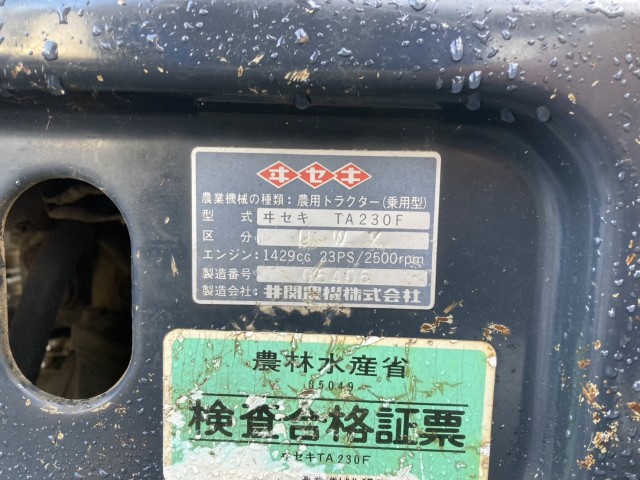 ヰセキ
農業機械の種類：農用トラクター(乗用型)
型式 ヰセキ TA230F
区分
エンジン：1429cc 23PS/2500rpm
製造番号
製造会社：井関農機株式会社
農林水産省
85049
検査合格証票
ヰセキTA230F